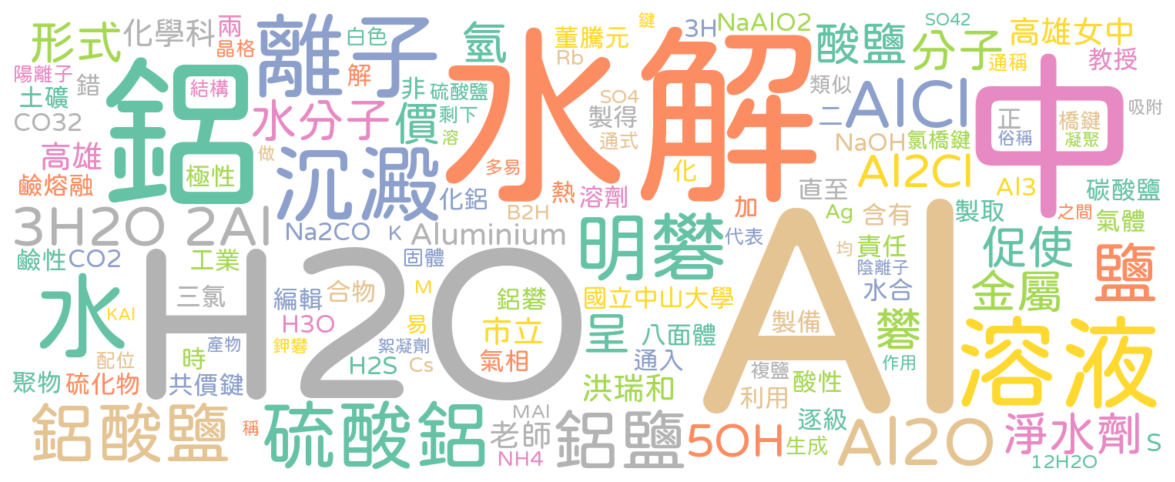 形式
化學科
兩
晶格
離子
白色
氫
董騰元
Rb
鍵
3H
NaAlO2
SO42
酸鹽
分子
高雄女中
通稱
教授
陽離子
土礦
錯
結構
CO32
鋁
解
非
硫酸鹽
水分子
價
剩下
溶
水解
SO4
製得
通式
類似
二
AlCl
中
正
俗稱
橋鍵
凝聚
吸附
高雄
鹼熔融
極性
做
沉澱
多易
化鋁
熱
溶劑
化
NaOH
氯橋鍵
Al2Cl
Al3
直至
碳酸鹽
3H2O 2Al
Na2CO
K
Aluminium
B2H
加
明礬
代表
Ag
含有
均
責任
製取
之間
氣體
鹼性
CO2
工業
固體
陰離子
促使
鹽
水
KAl
三氯
編輯
合物
M
鋁礬
國立中山大學
水合
金屬
H2O
Al
H3O
易
市立
呈
八面體
製備
礬
溶液
配位
產物
時
鉀礬
絮凝劑
氣相
通入
作用
聚物
硫化物
共價鍵
H2S
Cs
洪瑞和
複鹽
酸性
利用
鋁酸鹽
稱
硫酸鋁
MAl
老師
NH4
鋁鹽
5OH
逐級
生成
Al2O
淨水劑
S
12H2O